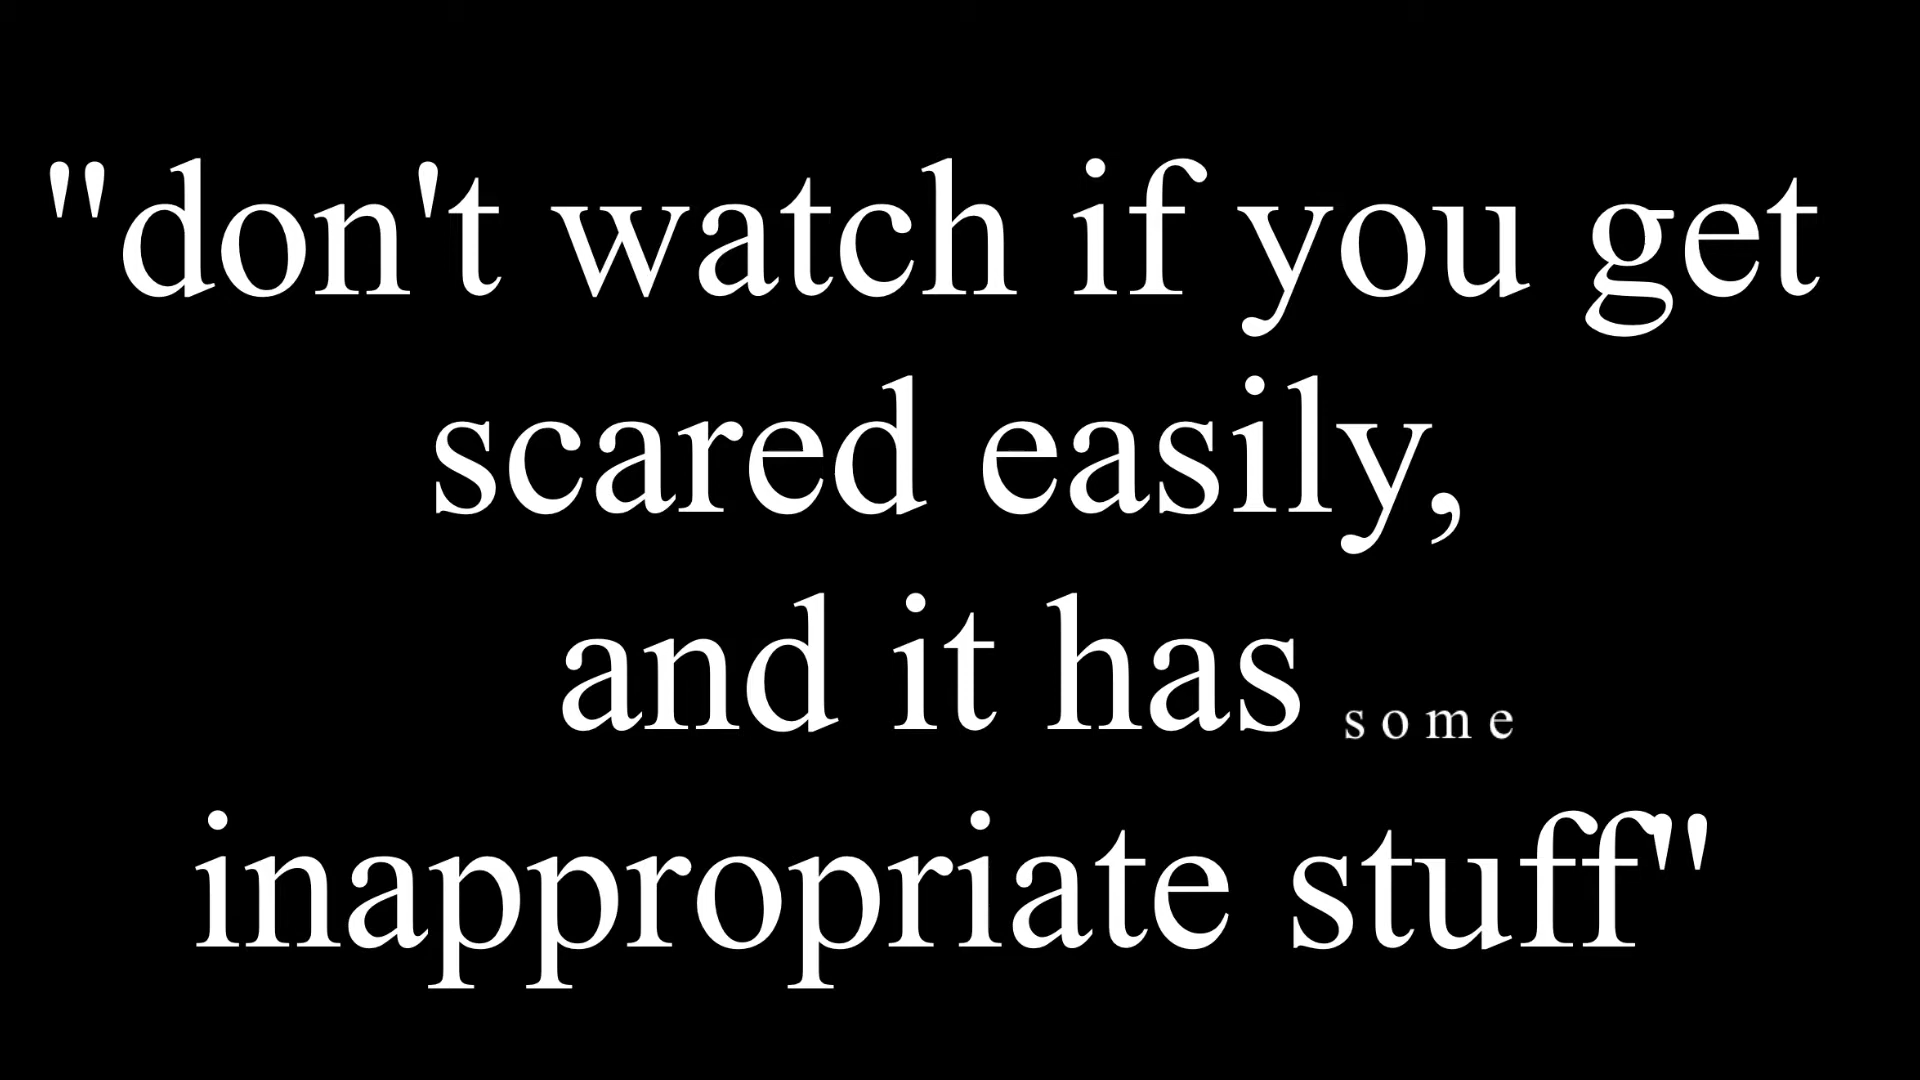 "don't watch if you get
scared easily,
and it has some
inappropriate stuff"